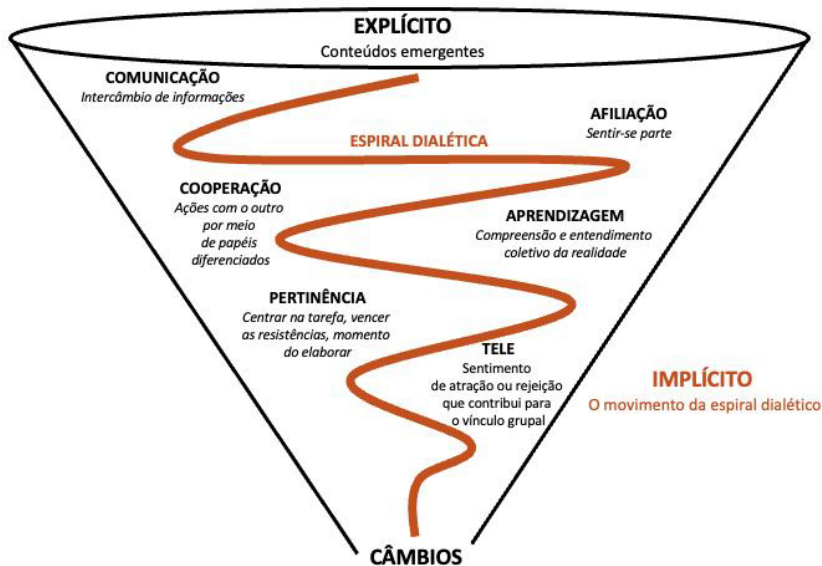 EXPLÍCITO
Conteúdos emergentes
COMUNICAÇÃO
Intercâmbio de informações
AFILIAÇÃO
Sentir-se parte
ESPIRAL DIALÉTICA
COOPERAÇÃO
Ações com o outro
por meio
de papéis
diferenciados
APRENDIZAGEM
Compreensão e entendimento
coletivo da realidade
PERTINÊNCIA
Centrar na tarefa, vencer
as resistências, momento
do elaborar
TELE
Sentimento
de atração ou rejeição
que contribui para
o vínculo grupal
IMPLÍCITO
O movimento da espiral dialético
CÂMBIOS